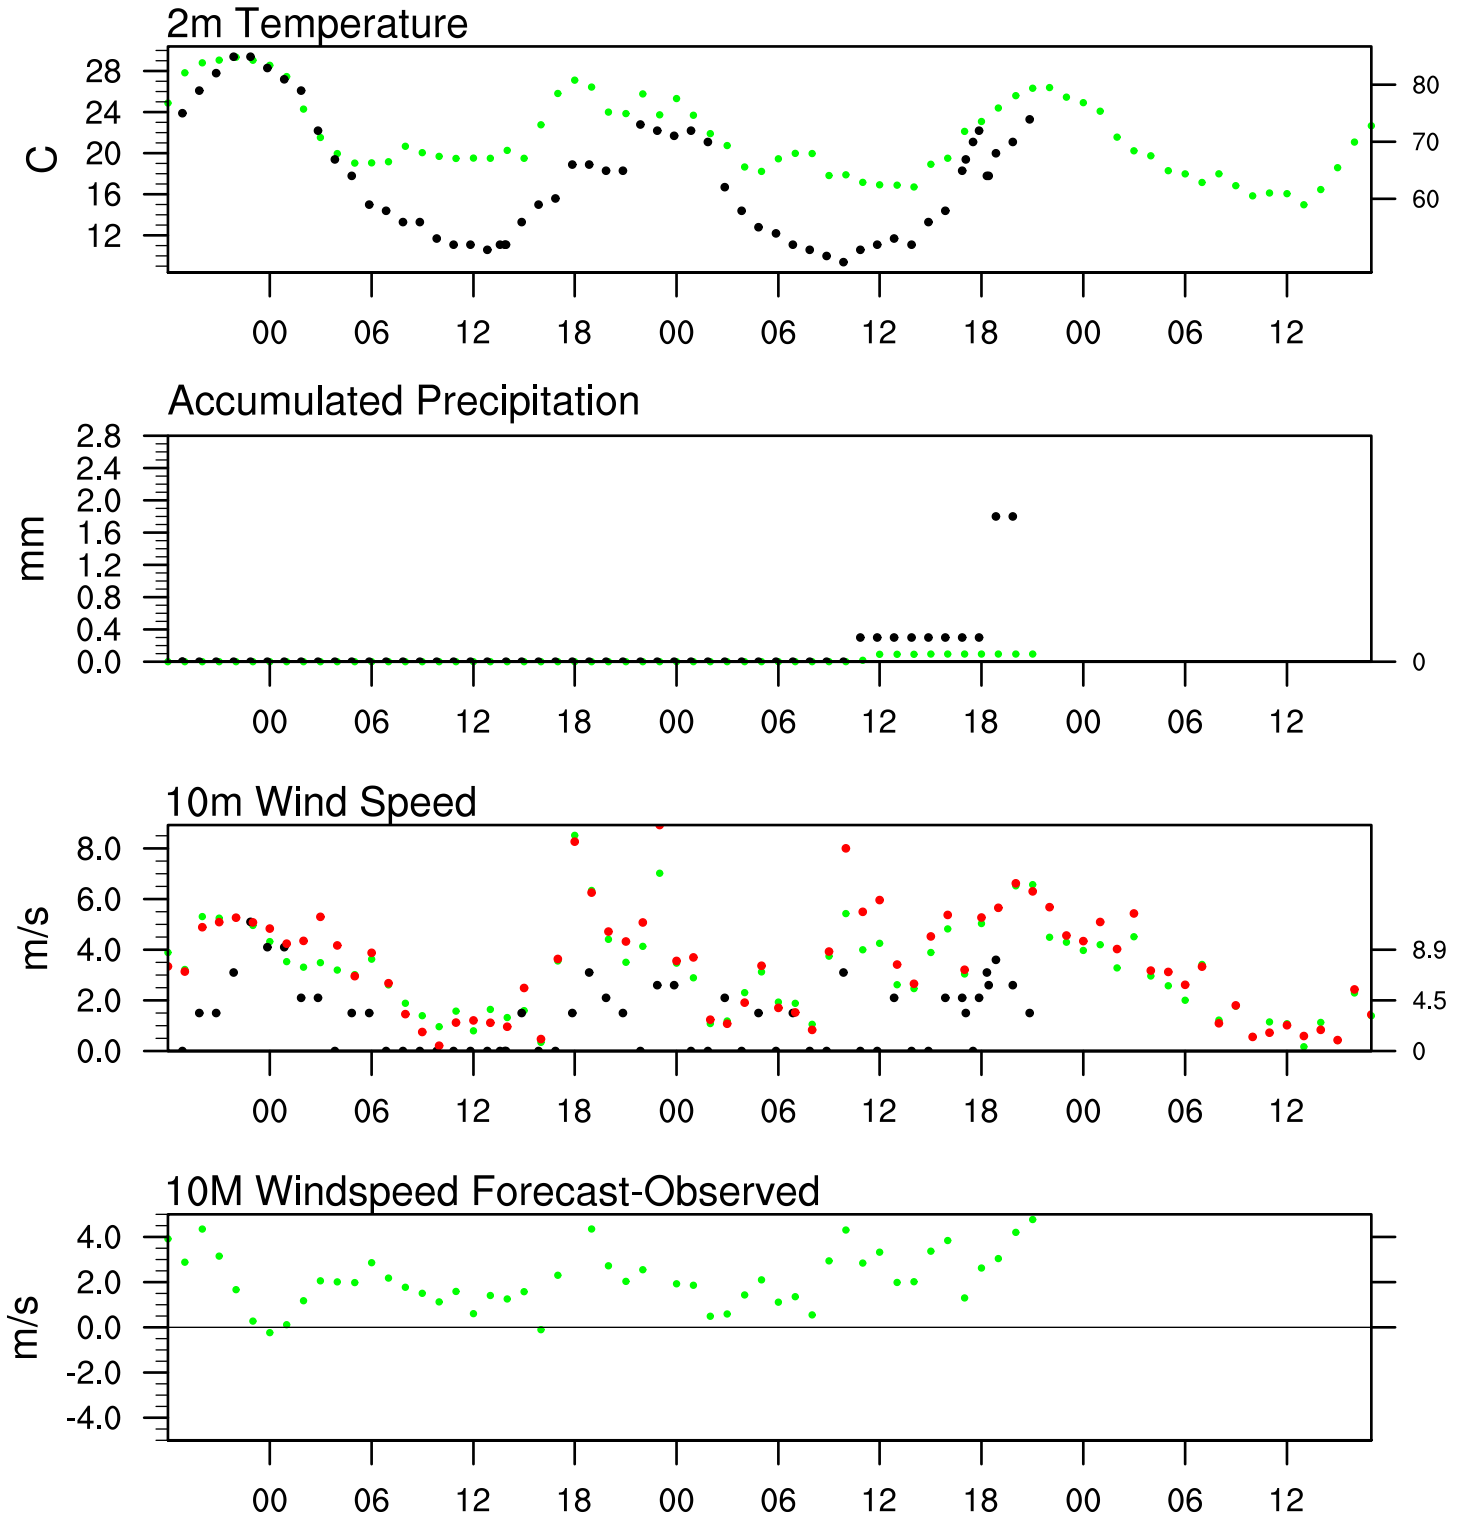 2m Temperature
28
24
20
16
12
C
80
70
60
00 06 12 18 00 06 12 18 00 06 12
Accumulated Precipitation
2.8
2.4
2.0
1.6
1.2
0.8
0.4
0.0
mm
0
00 06 12 18 00 06 12 18 00 06 12
10m Wind Speed
8.0
6.0
4.0
2.0
0.0
m/s
8.9
4.5
0
00 06 12 18 00 06 12 18 00 06 12
10M Windspeed Forecast-Observed
4.0
2.0
0.0
-2.0
-4.0
m/s
00 06 12 18 00 06 12 18 00 06 12